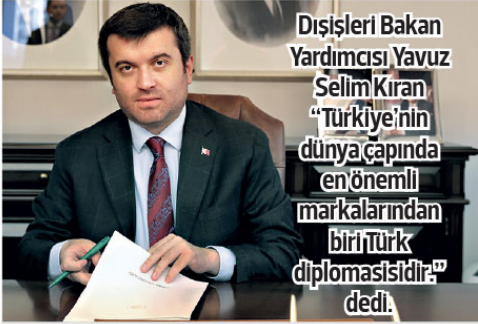 Dışişleri Bakan
Yardımcısı Yavuz
Selim Kıran
“Türkiye’nin
dünya çapında
en önemli
markalarından
biri Türk
diplomasisidir.”
dedi.